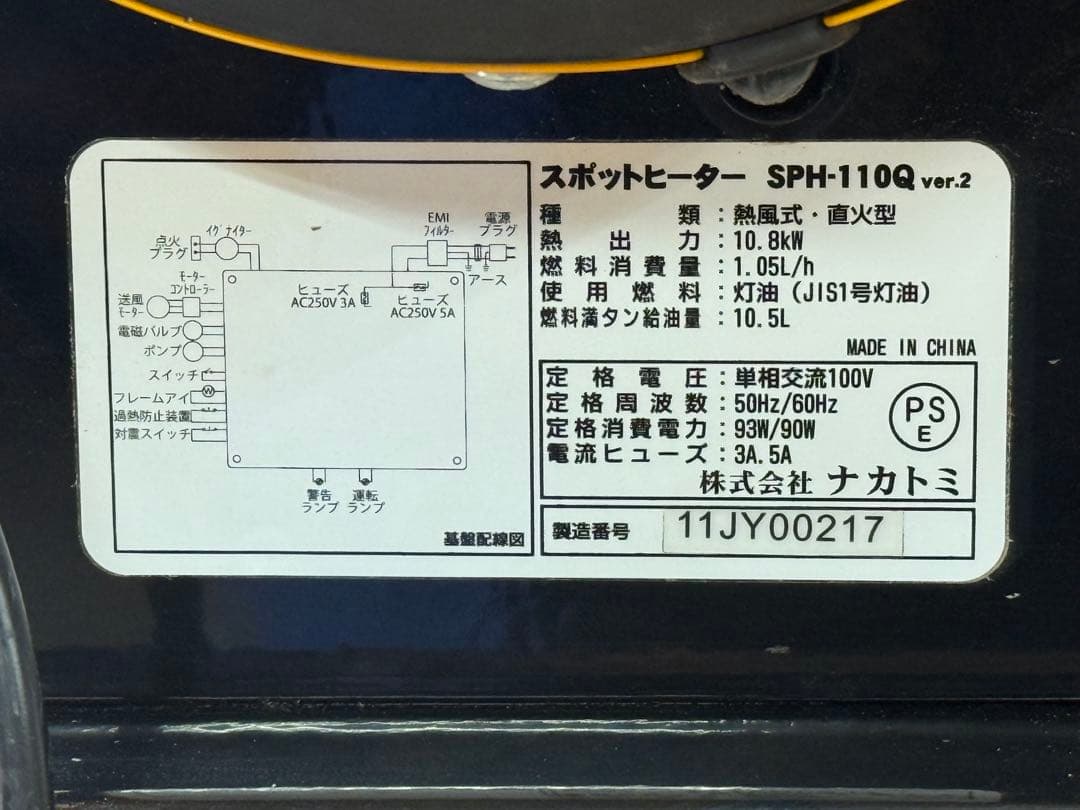 点火
プラグ
イグナイター
EMI
フィルター
電源
プラグ
アース
モーター
コントローラー
送風
モーター
電磁バルブ
ポンプ
スイッチ
フレームアイ
過熱防止装置
対震スイッチ
ヒューズ
AC250V 3A
ヒューズ
AC250V 5A
警告
ランプ
運転
ランプ
基盤配線図
スポットヒーター SPH-110Q ver.2
種類：熱風式・直火型
熱出力：10.8kW
燃料消費量：1.05L/h
使用燃料：灯油（JIS1号灯油）
燃料満タン給油量：10.5L
MADE IN CHINA
定格電圧：単相交流100V
定格周波数：50Hz/60Hz
定格消費電力：93W/90W
電流ヒューズ：3A.5A
PS
E
株式会社 ナカトミ
製造番号 11JY00217